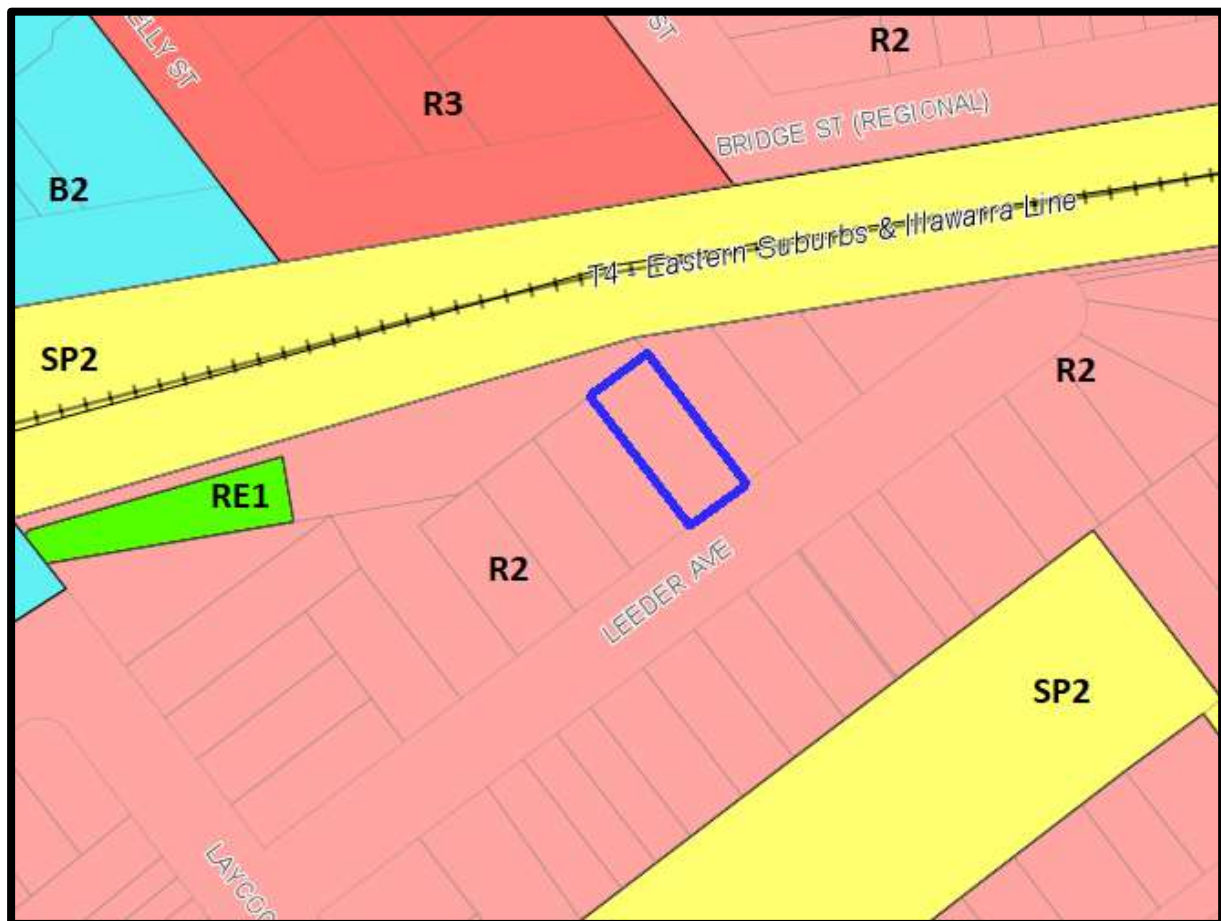 ELLY ST
ST
R2
R3
BRIDGE ST (REGIONAL)
B2
T4 - Eastern Suburbs & Illawarra Line
SP2
R2
RE1
R2
LEEDER AVE
SP2
LAYCOC